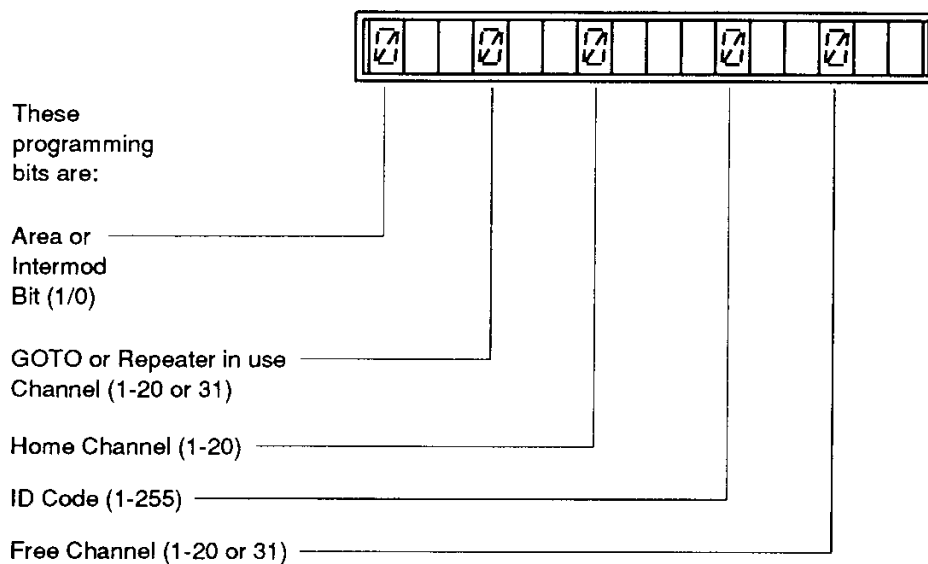 0 0 0 0 0
These
programming
bits are:
Area or
Intermod
Bit (1/0)
GOTO or Repeater in use
Channel (1-20 or 31)
Home Channel (1-20)
ID Code (1-255)
Free Channel (1-20 or 31)